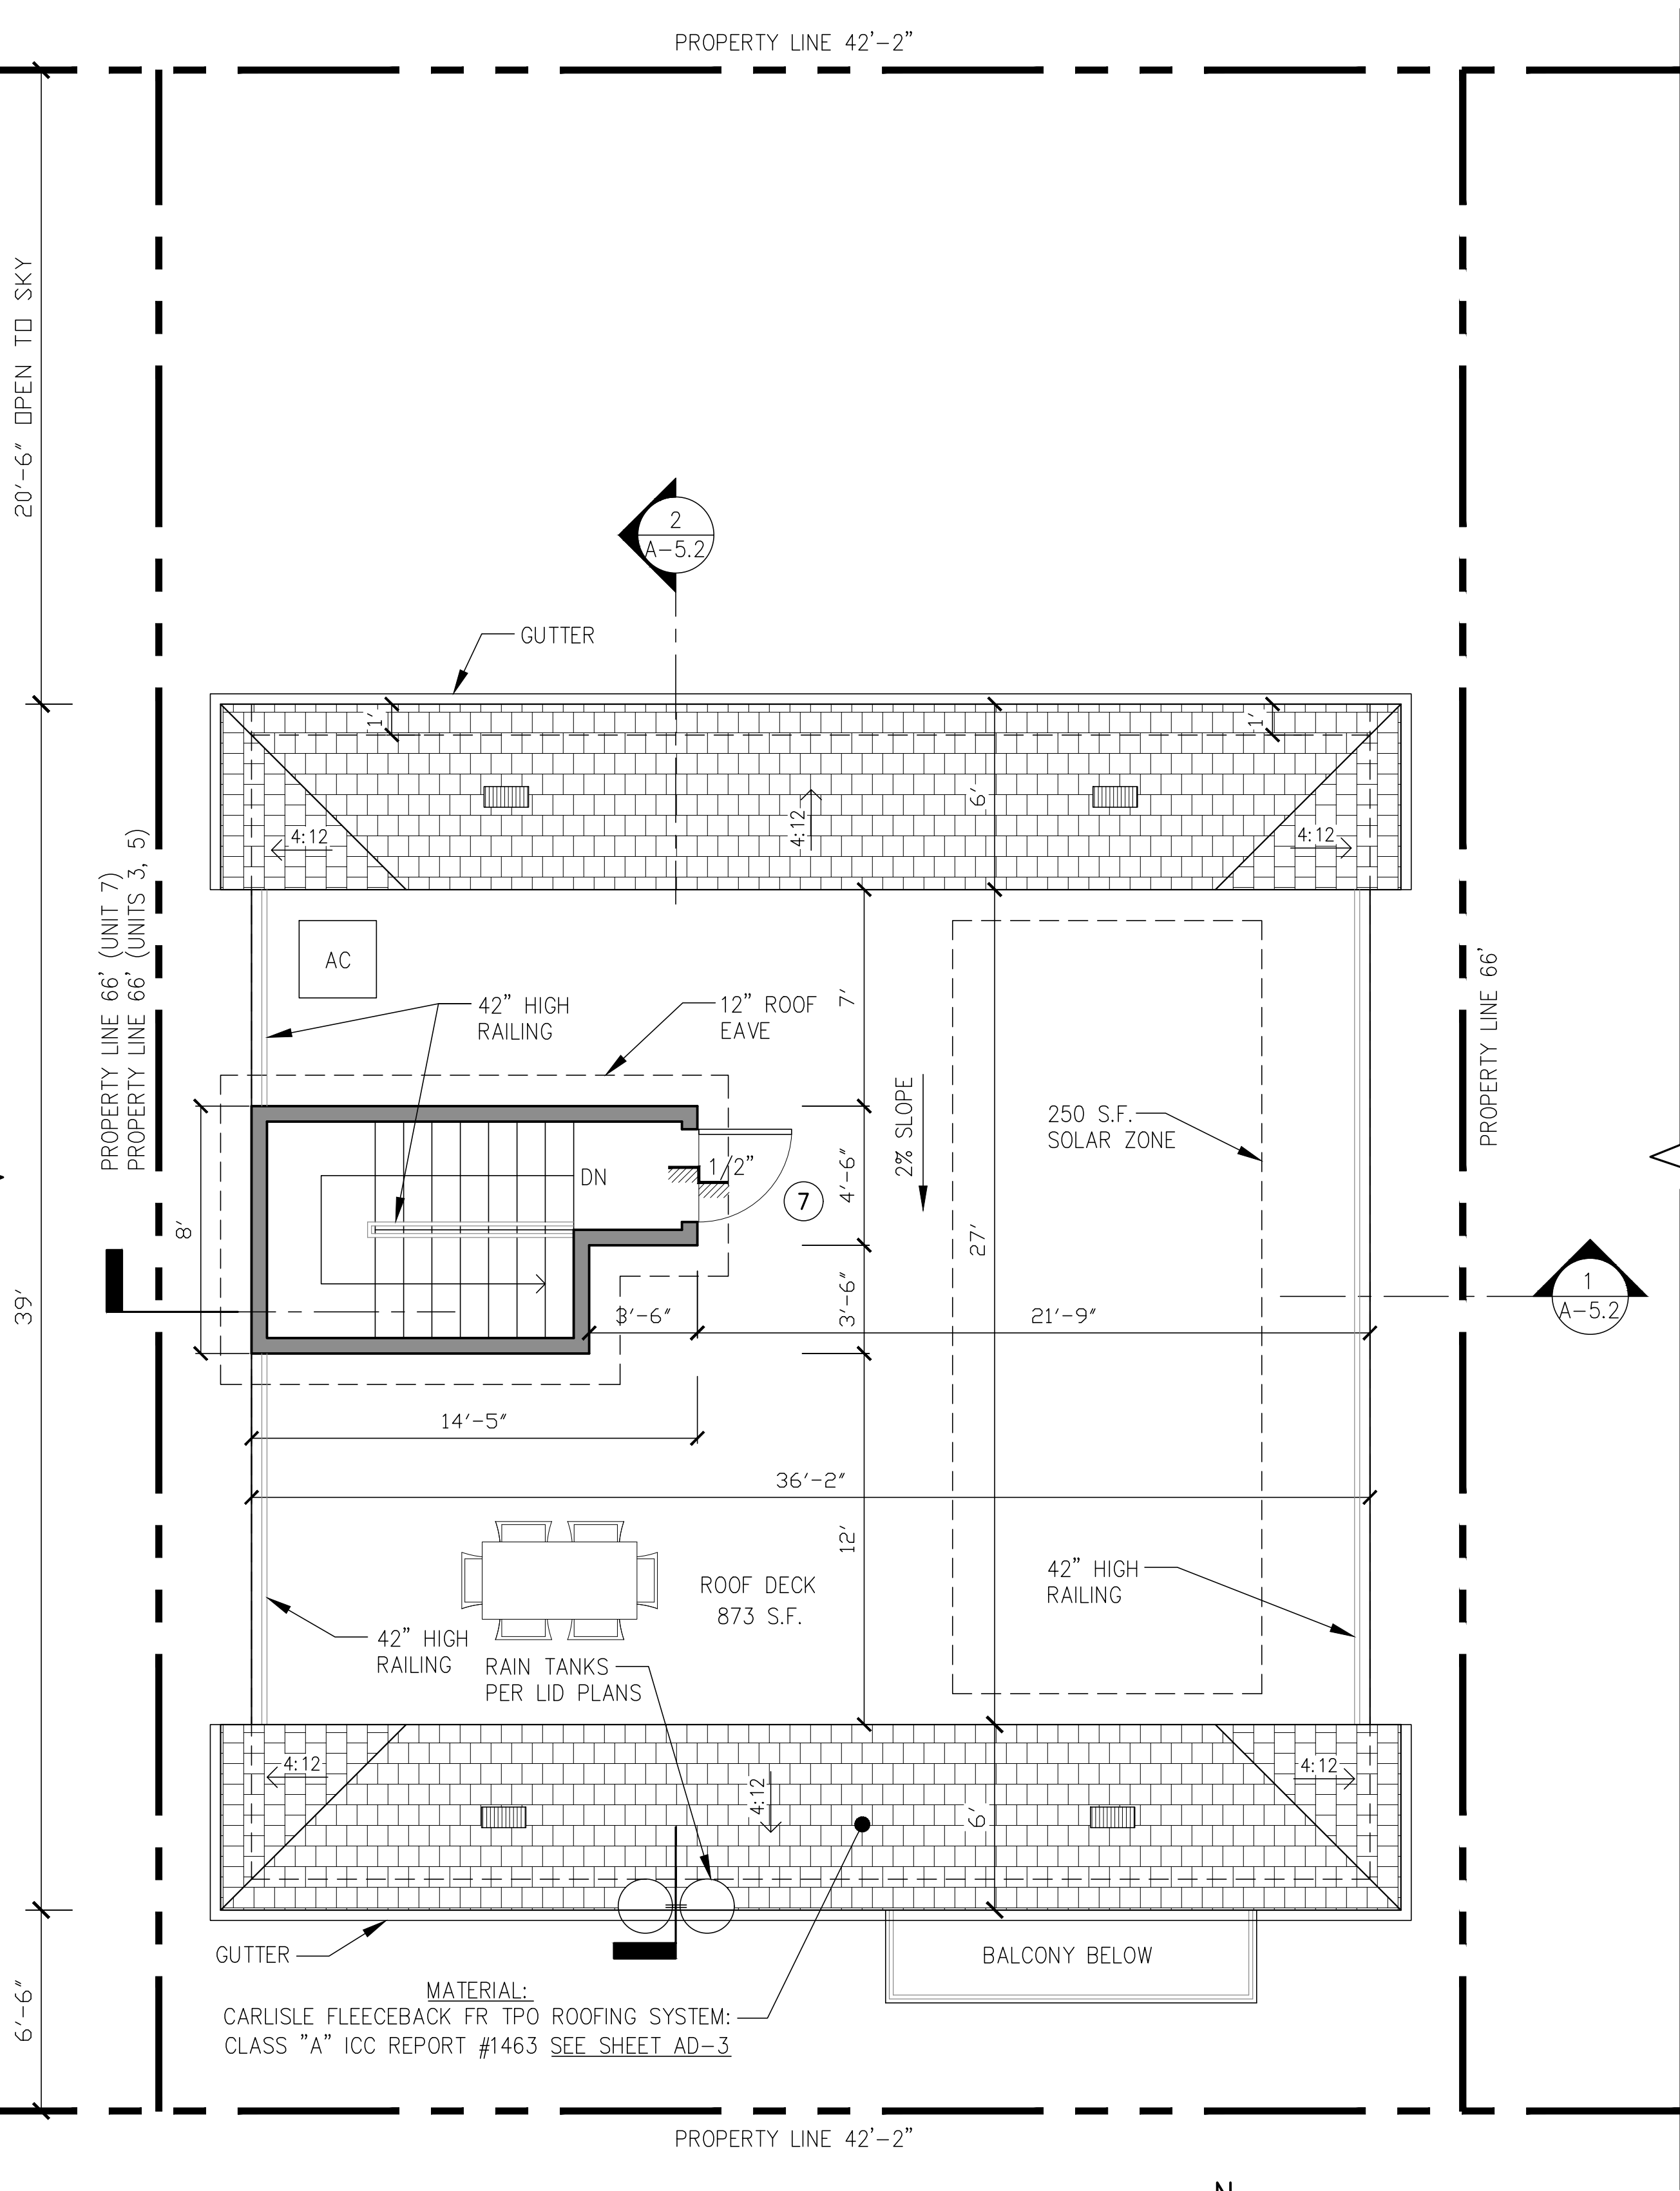 PROPERTY LINE 42'-2"
20'-6" OPEN TO SKY
2
A-5.2
GUTTER
1'
1'
6'
4:12
4:12
4:12
PROPERTY LINE 66' (UNIT 7)
PROPERTY LINE 66' (UNITS 3, 5)
AC
42" HIGH
RAILING
12" ROOF
EAVE
7'
PROPERTY LINE 66'
2% SLOPE
250 S.F.
SOLAR ZONE
DN
1/2"
7
4'-6"
8'
27'
39'
3'-6"
3'-6"
21'-9"
1
A-5.2
14'-5"
36'-2"
12'
ROOF DECK
873 S.F.
42" HIGH
RAILING
42" HIGH
RAILING
RAIN TANKS
PER LID PLANS
4:12
4:12
4:12
6'
GUTTER
BALCONY BELOW
6'-6"
MATERIAL:
CARLISLE FLEECEBACK FR TPO ROOFING SYSTEM:
CLASS "A" ICC REPORT #1463 SEE SHEET AD-3
PROPERTY LINE 42'-2"